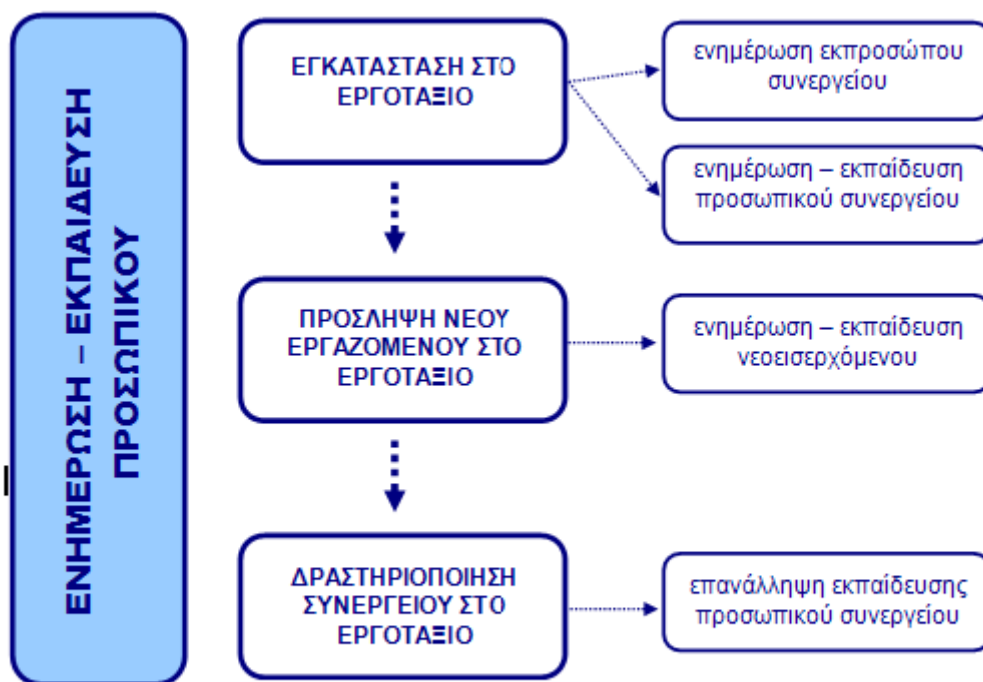 ΕΝΗΜΕΡΩΣΗ – ΕΚΠΑΙΔΕΥΣΗ
ΠΡΟΣΩΠΙΚΟΥ
ΕΓΚΑΤΑΣΤΑΣΗ ΣΤΟ
ΕΡΓΟΤΑΞΙΟ
ενημέρωση εκπροσώπου
συνεργείου
ενημέρωση – εκπαίδευση
προσωπικού συνεργείου
ΠΡΟΣΛΗΨΗ ΝΕΟΥ
ΕΡΓΑΖΟΜΕΝΟΥ ΣΤΟ
ΕΡΓΟΤΑΞΙΟ
ενημέρωση – εκπαίδευση
νεοεισερχόμενου
ΔΡΑΣΤΗΡΙΟΠΟΙΗΣΗ
ΣΥΝΕΡΓΕΙΟΥ ΣΤΟ
ΕΡΓΟΤΑΞΙΟ
επανάλληψη εκπαίδευσης
προσωπικού συνεργείου